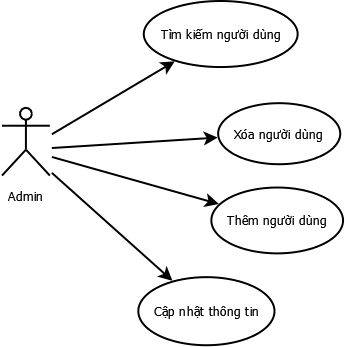 Tìm kiếm người dùng
Xóa người dùng
Admin
Thêm người dùng
Cập nhật thông tin